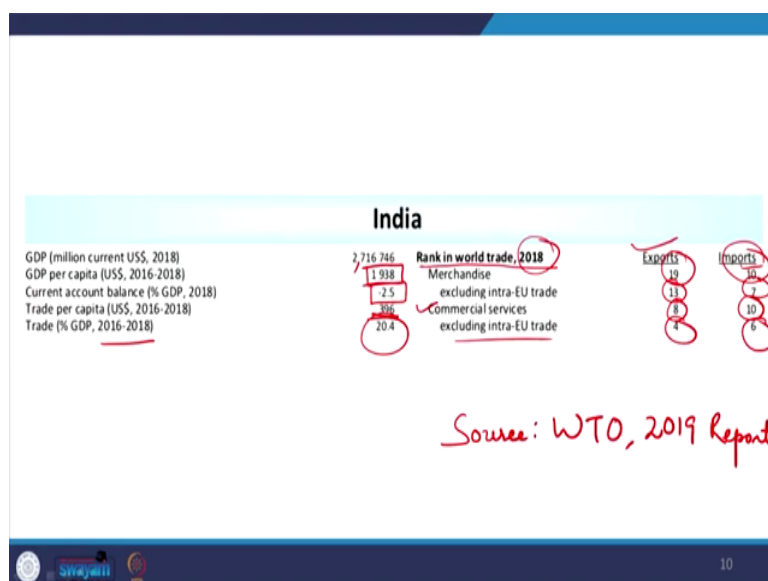 India
GDP (million current US$, 2018) 2,716 746 Rank in world trade, 2018 Exports Imports
GDP per capita (US$, 2016-2018) 1 938 Merchandise 19 10
Current account balance (% GDP, 2018) -2.5 excluding intra-EU trade 13 7
Trade per capita (US$, 2016-2018) 396 Commercial services 8 10
Trade (% GDP, 2016-2018) 20.4 excluding intra-EU trade 4 6
Source: WTO, 2019 Report
swayam 10